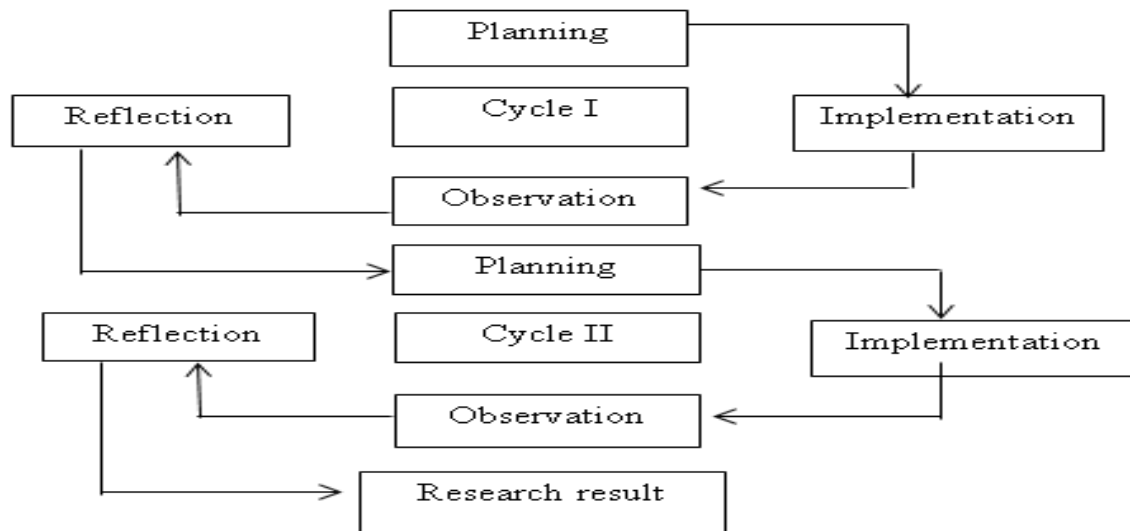 Planning
Reflection
Cycle I
Implementation
Observation
Planning
Reflection
Cycle II
Implementation
Observation
Research result